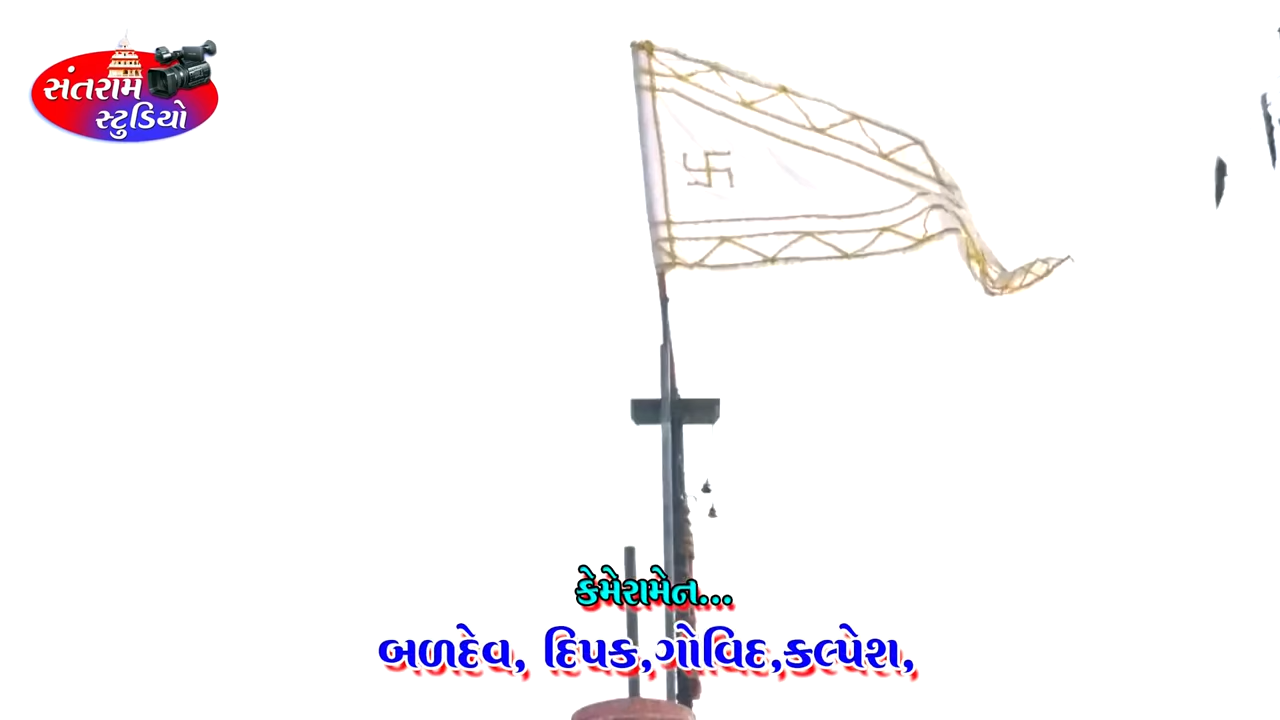 સંતરામ
સ્ટુડિયો
કેમેરામેન...
બળદેવ, દિપક,ગોવિદ,કલ્પેશ,